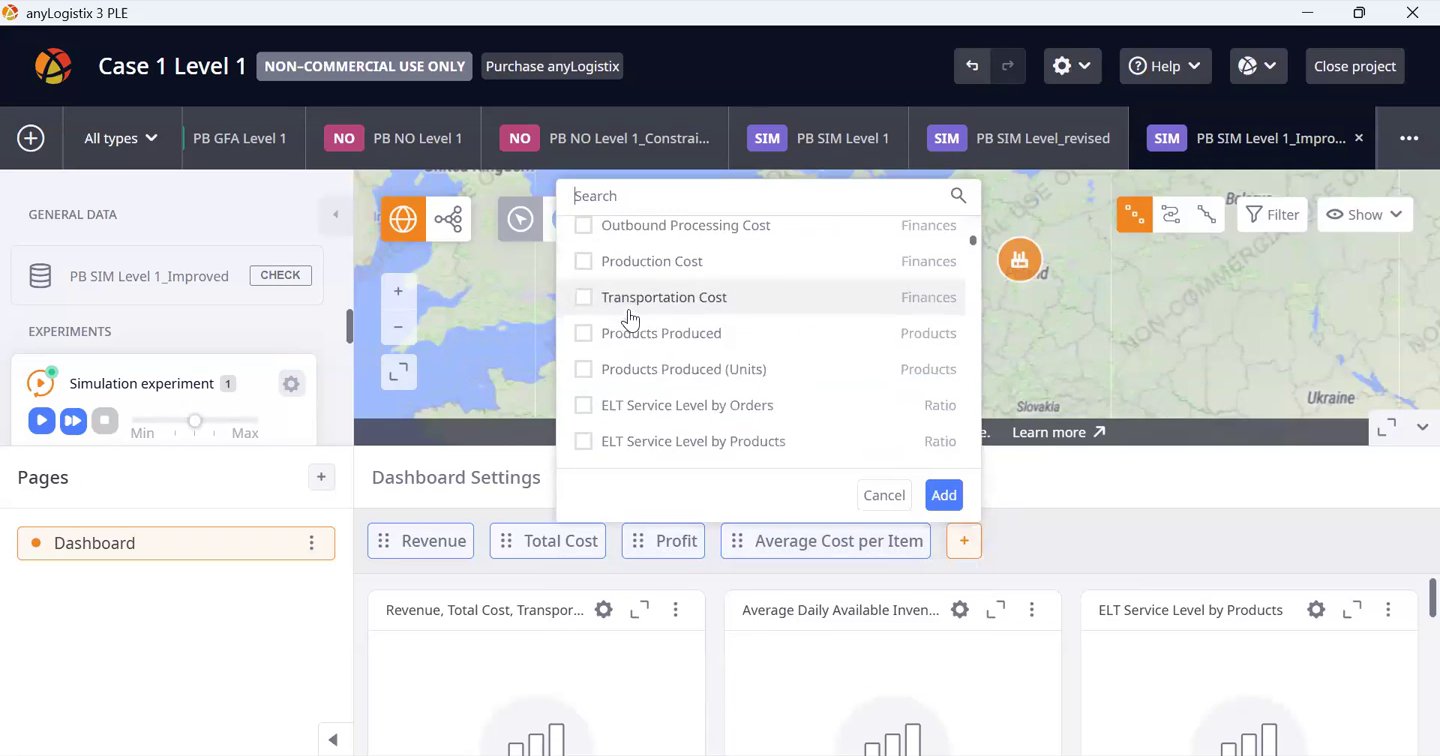 anyLogistix 3 PLE
Case 1 Level 1
NON-COMMERCIAL USE ONLY
Purchase anyLogistix
Help
Close project
All types
PB GFA Level 1
NO PB NO Level 1
NO PB NO Level 1_Constrai...
SIM PB SIM Level 1
SIM PB SIM Level_revised
SIM PB SIM Level 1_Impro...
GENERAL DATA
PB SIM Level 1_Improved
CHECK
EXPERIMENTS
Simulation experiment 1
Min
Max
Search
Outbound Processing Cost Finances
Production Cost Finances
Transportation Cost Finances
Products Produced Products
Products Produced (Units) Products
ELT Service Level by Orders Ratio
ELT Service Level by Products Ratio
Cancel
Add
Filter
Show
Slovakia
Ukraine
e. Learn more
Pages
Dashboard
Dashboard Settings
Revenue
Total Cost
Profit
Average Cost per Item
Revenue, Total Cost, Transpor...
Average Daily Available Inven...
ELT Service Level by Products